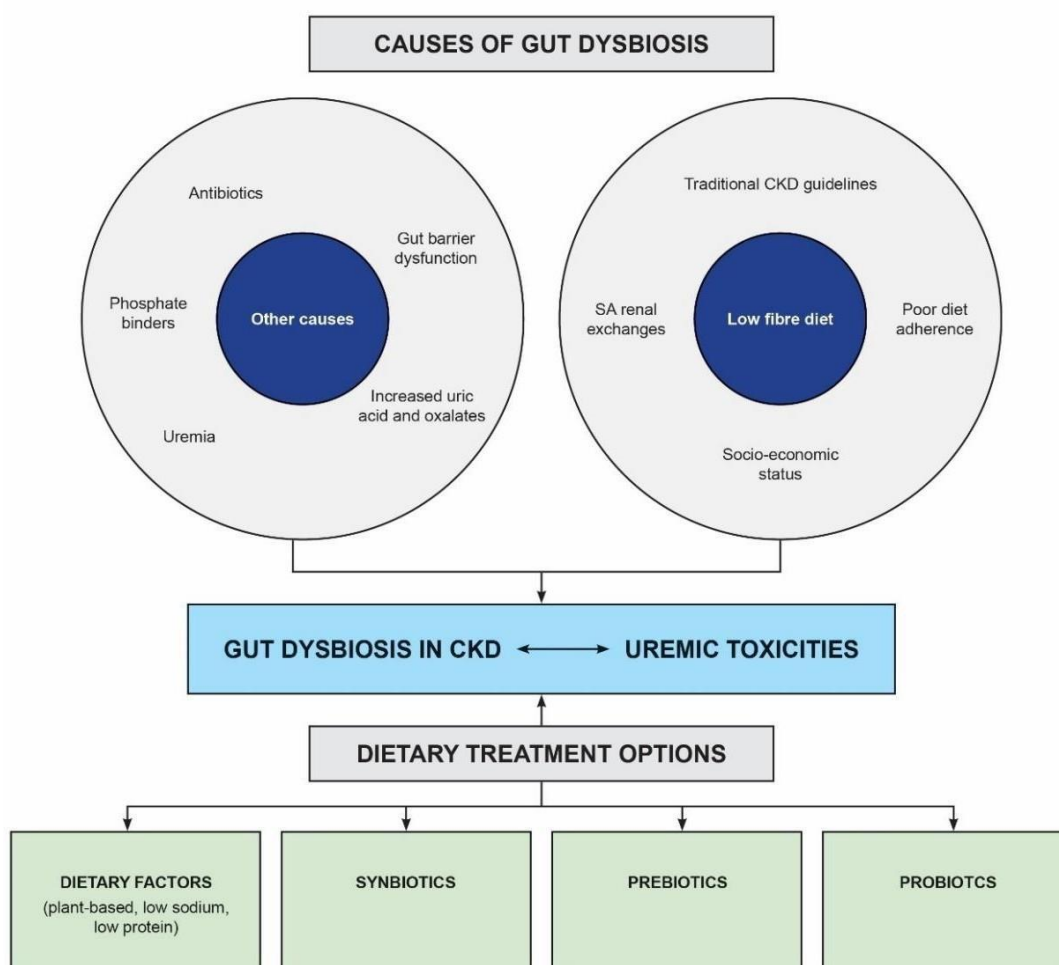 CAUSES OF GUT DYSBIOSIS
Antibiotics
Gut barrier
dysfunction
Phosphate
binders
Other causes
Increased uric
acid and oxalates
Uremia
Traditional CKD guidelines
SA renal
exchanges
Low fibre diet
Poor diet
adherence
Socio-economic
status
GUT DYSBIOSIS IN CKD
UREMIC TOXICITIES
DIETARY TREATMENT OPTIONS
DIETARY FACTORS
(plant-based, low sodium,
low protein)
SYNBIOTICS
PREBIOTICS
PROBIOTCS